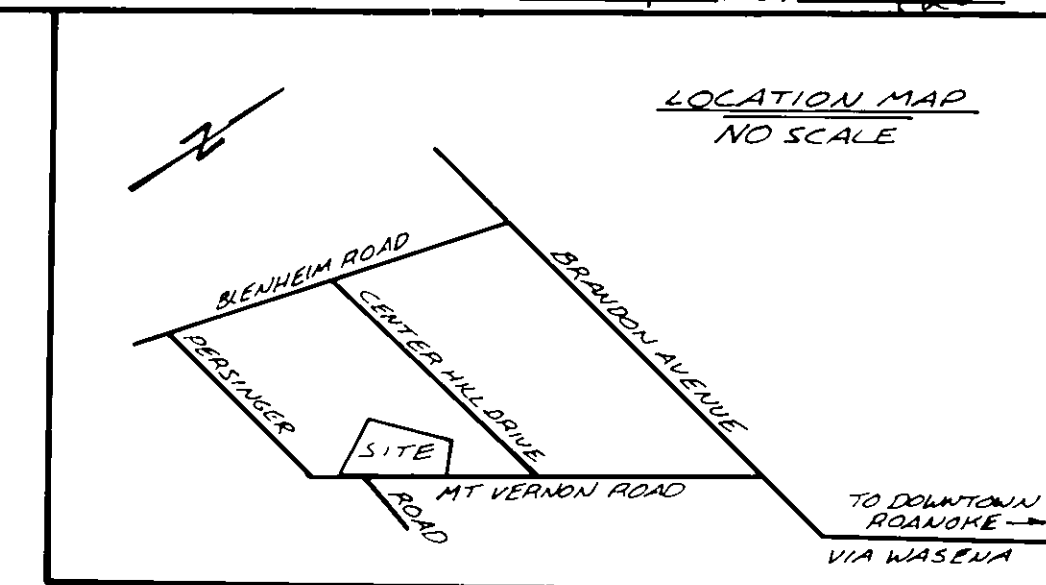 LOCATION MAP
NO SCALE
N
BLENHEIM ROAD
CENTER HILL DRIVE
BRANDON AVENUE
PERSINGER
SITE
MT VERNON ROAD
ROAD
TO DOWNTOWN
ROANOKE
VIA WASENA